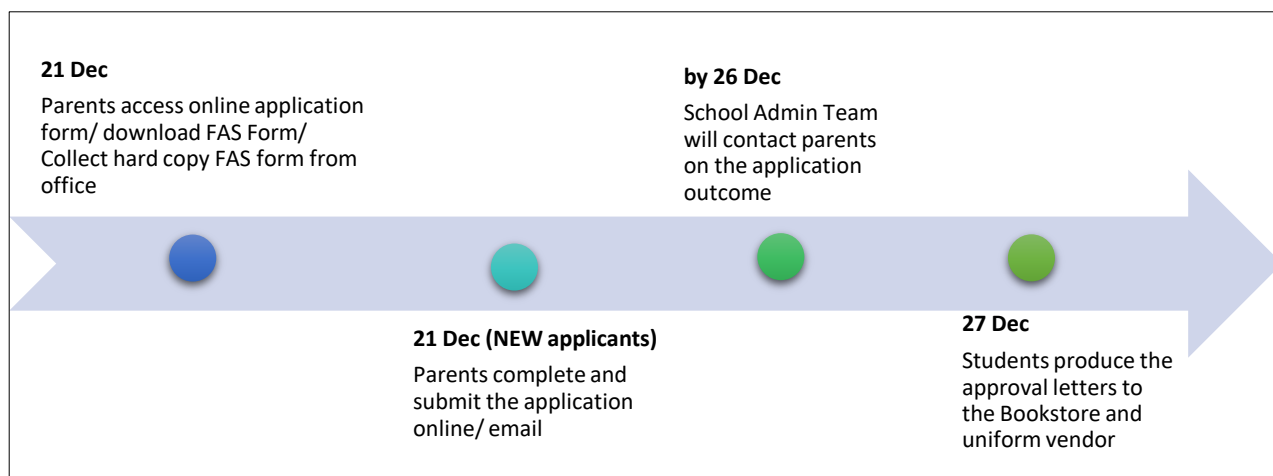 21 Dec
Parents access online application
form/ download FAS Form/
Collect hard copy FAS form from
office
21 Dec (NEW applicants)
Parents complete and
submit the application
online/ email
by 26 Dec
School Admin Team
will contact parents
on the application
outcome
27 Dec
Students produce the
approval letters to
the Bookstore and
uniform vendor